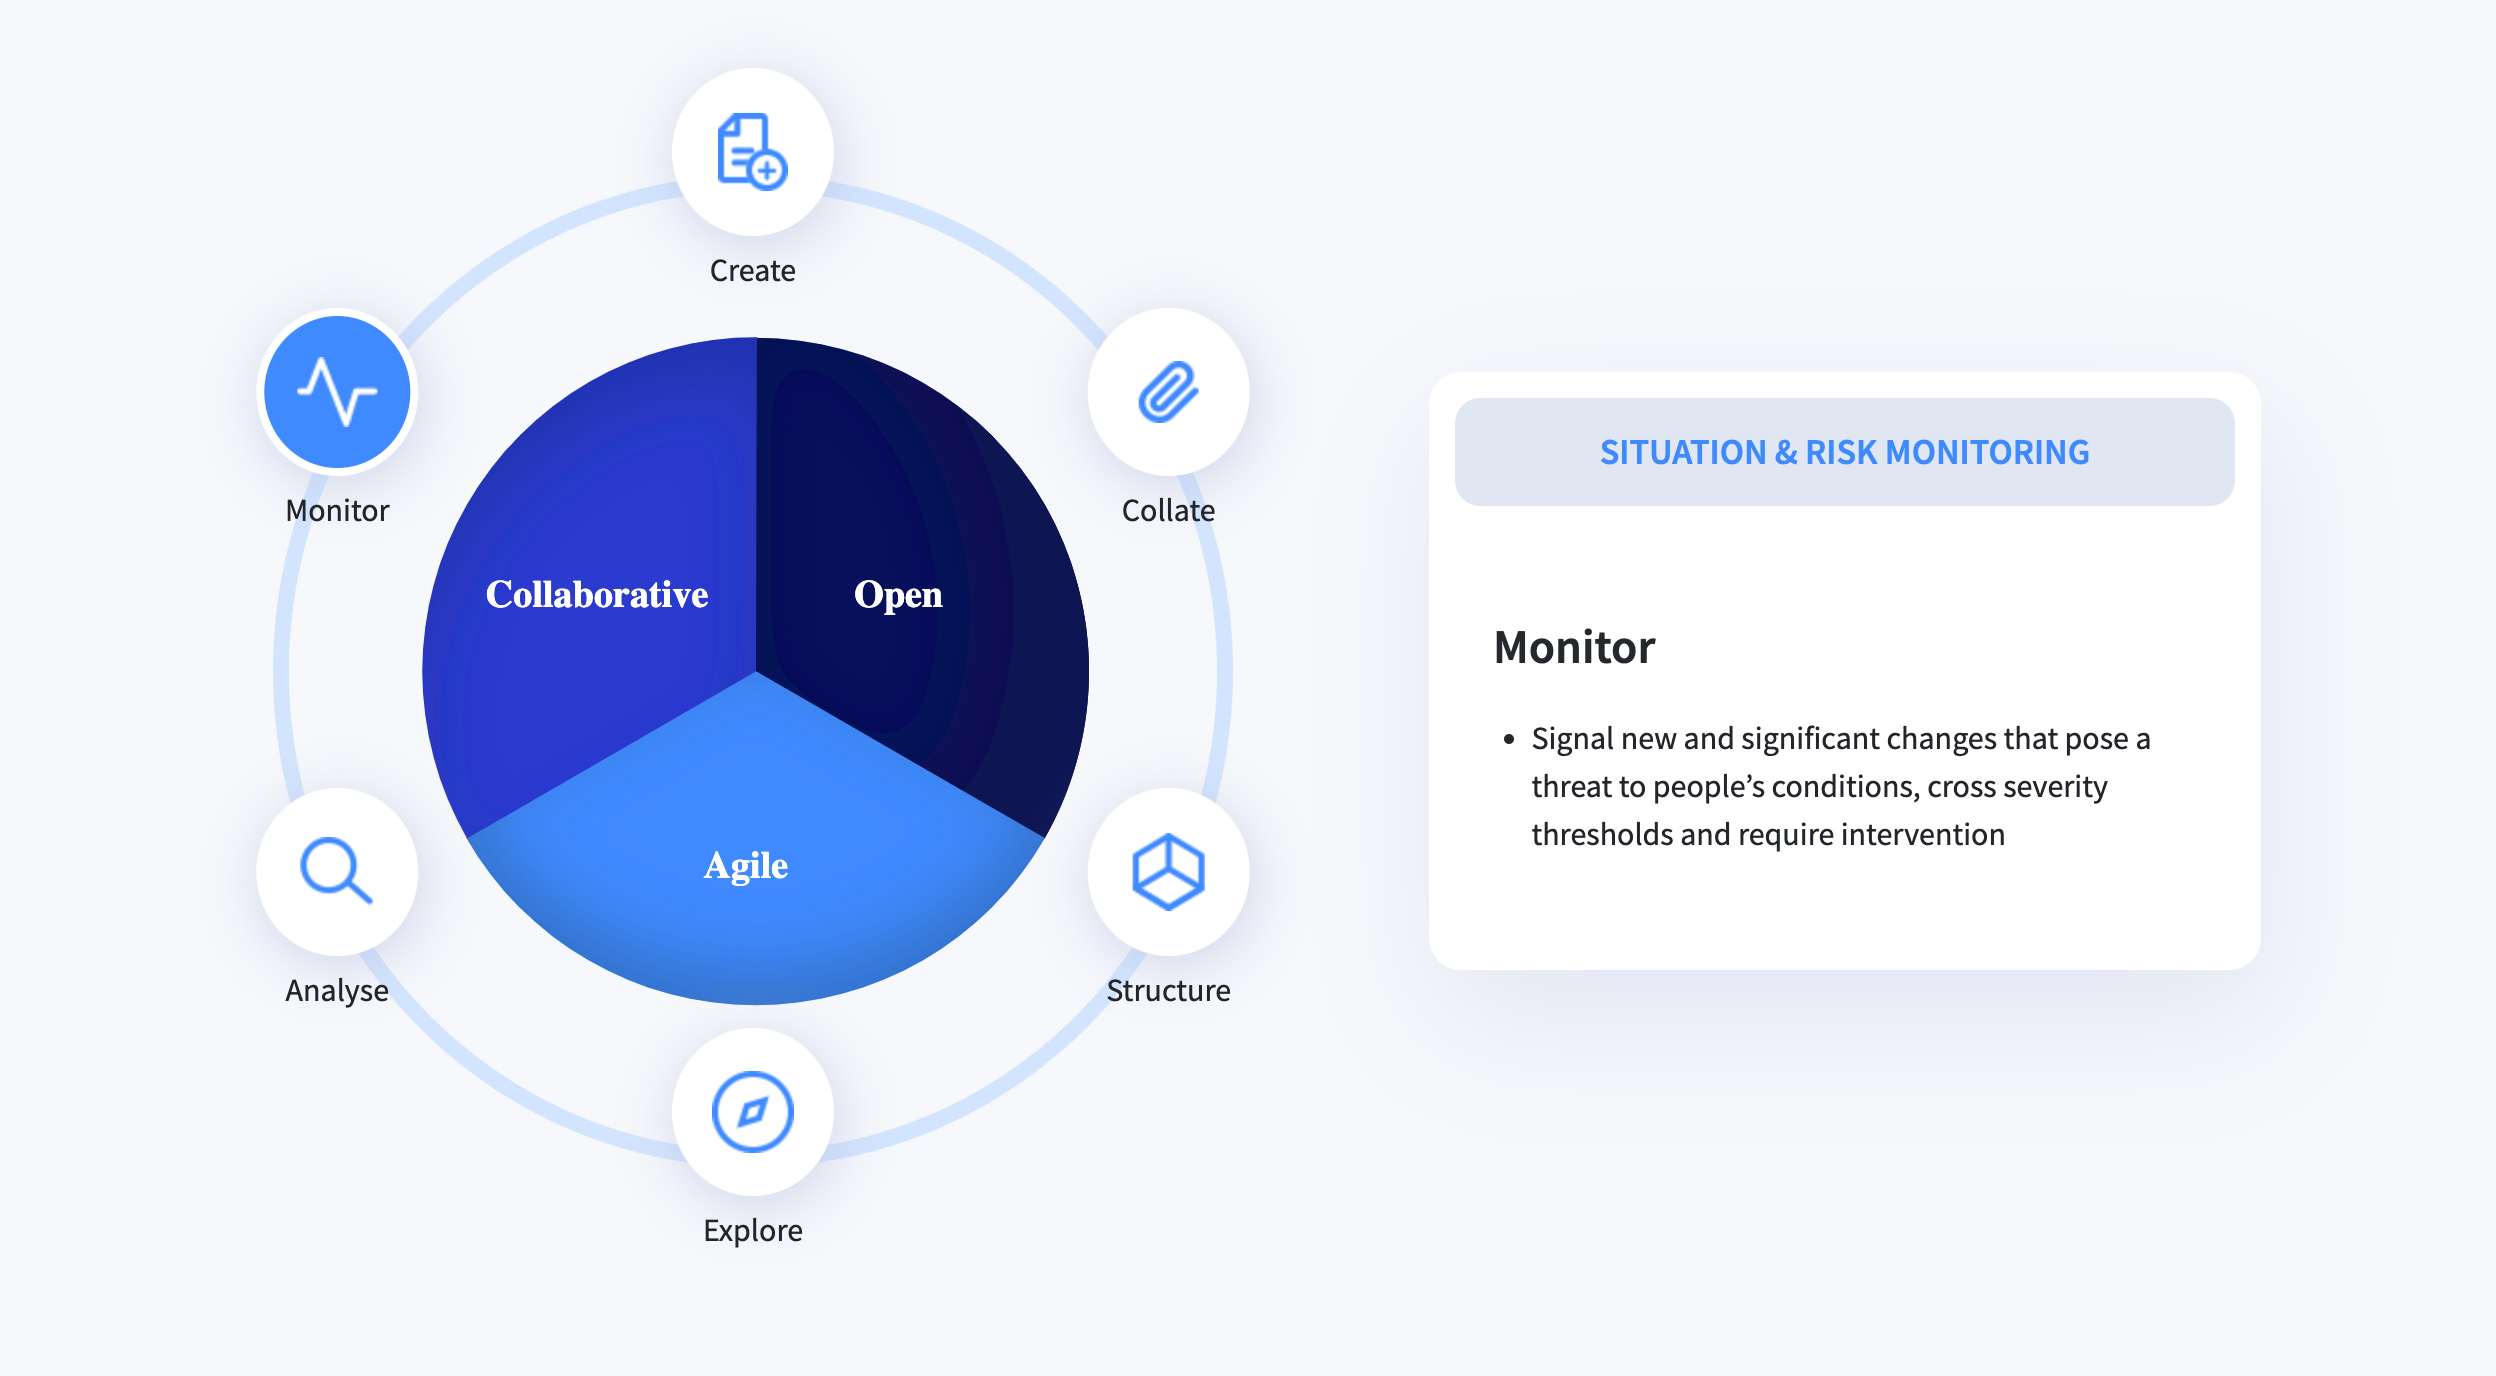 Create
Monitor
Collate
Collaborative
Open
Agile
Analyse
Structure
Explore
SITUATION & RISK MONITORING
Monitor
• Signal new and significant changes that pose a
threat to people’s conditions, cross severity
thresholds and require intervention